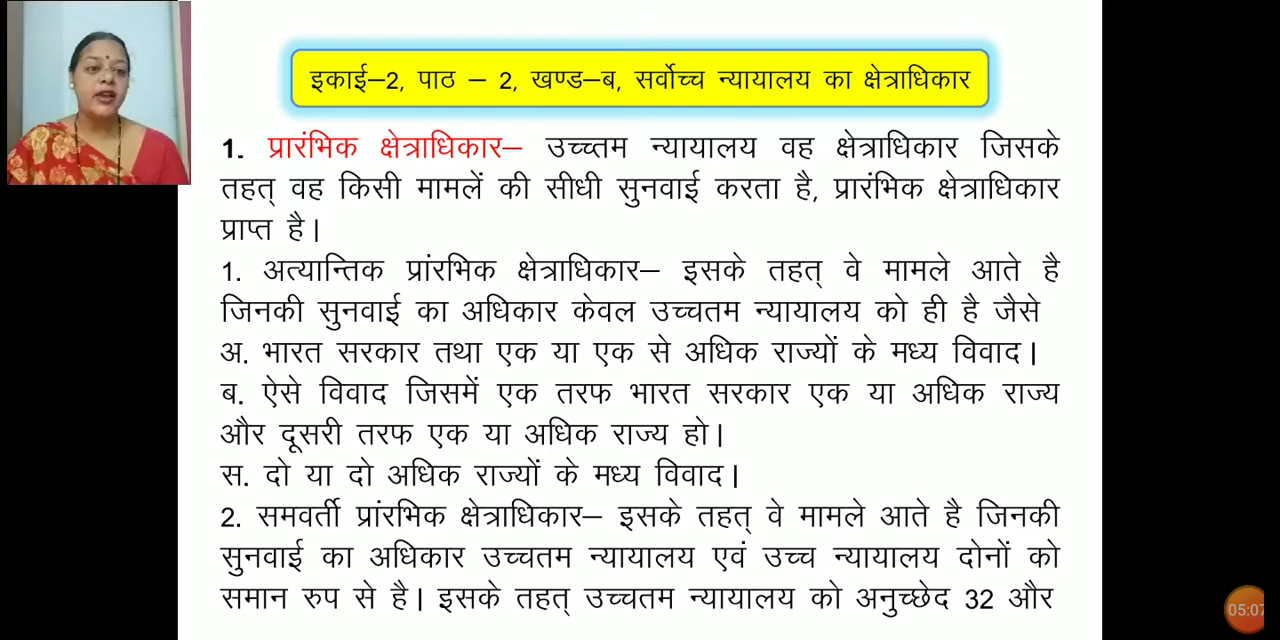 इकाई–2, पाठ – 2, खण्ड–ब, सर्वोच्च न्यायालय का क्षेत्राधिकार
1. प्रारंभिक क्षेत्राधिकार– उच्च्तम न्यायालय वह क्षेत्राधिकार जिसके
तहत् वह किसी मामलें की सीधी सुनवाई करता है, प्रारंभिक क्षेत्राधिकार
प्राप्त है।
1. अत्यान्तिक प्रांरभिक क्षेत्राधिकार– इसके तहत् वे मामले आते है
जिनकी सुनवाई का अधिकार केवल उच्चतम न्यायालय को ही है जैसे
अ. भारत सरकार तथा एक या एक से अधिक राज्यों के मध्य विवाद।
ब. ऐसे विवाद जिसमें एक तरफ भारत सरकार एक या अधिक राज्य
और दूसरी तरफ एक या अधिक राज्य हो।
स. दो या दो अधिक राज्यों के मध्य विवाद।
2. समवर्ती प्रांरभिक क्षेत्राधिकार– इसके तहत् वे मामले आते है जिनकी
सुनवाई का अधिकार उच्चतम न्यायालय एवं उच्च न्यायालय दोनों को
समान रुप से है। इसके तहत् उच्चतम न्यायालय को अनुच्छेद 32 और
05:07